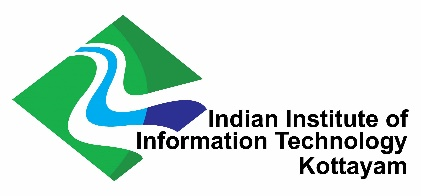 Indian Institute of
Information Technology
Kottayam